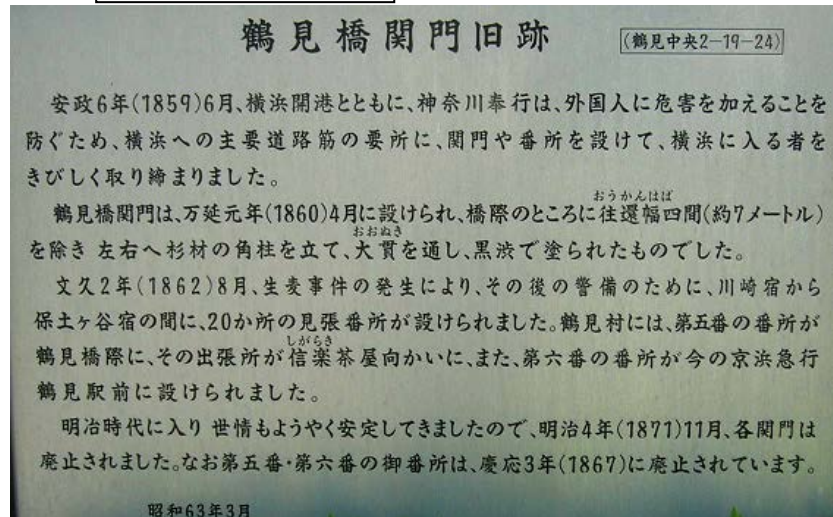 鶴見橋関門旧跡
(鶴見中央2-19-24)
安政6年(1859)6月、横浜開港とともに、神奈川奉行は、外国人に危害を加えることを
防ぐため、横浜への主要道路筋の要所に、関門や番所を設けて、横浜に入る者を
きびしく取り締まりました。
おうかんはば
鶴見橋関門は、万延元年(1860)4月に設けられ、橋際のところに往還幅四間(約7メートル)
おおぬき
を除き 左右へ杉材の角柱を立て、大貫を通し、黒渋で塗られたものでした。
文久2年(1862)8月、生麦事件の発生により、その後の警備のために、川崎宿から
保土ヶ谷宿の間に、20か所の見張番所が設けられました。鶴見村には、第五番の番所が
しがらき
鶴見橋際に、その出張所が信楽茶屋向かいに、また、第六番の番所が今の京浜急行
鶴見駅前に設けられました。
明治時代に入り 世情もようやく安定してきましたので、明治4年(1871)11月、各関門は
廃止されました。なお第五番・第六番の御番所は、慶応3年(1867)に廃止されています。
昭和63年3月